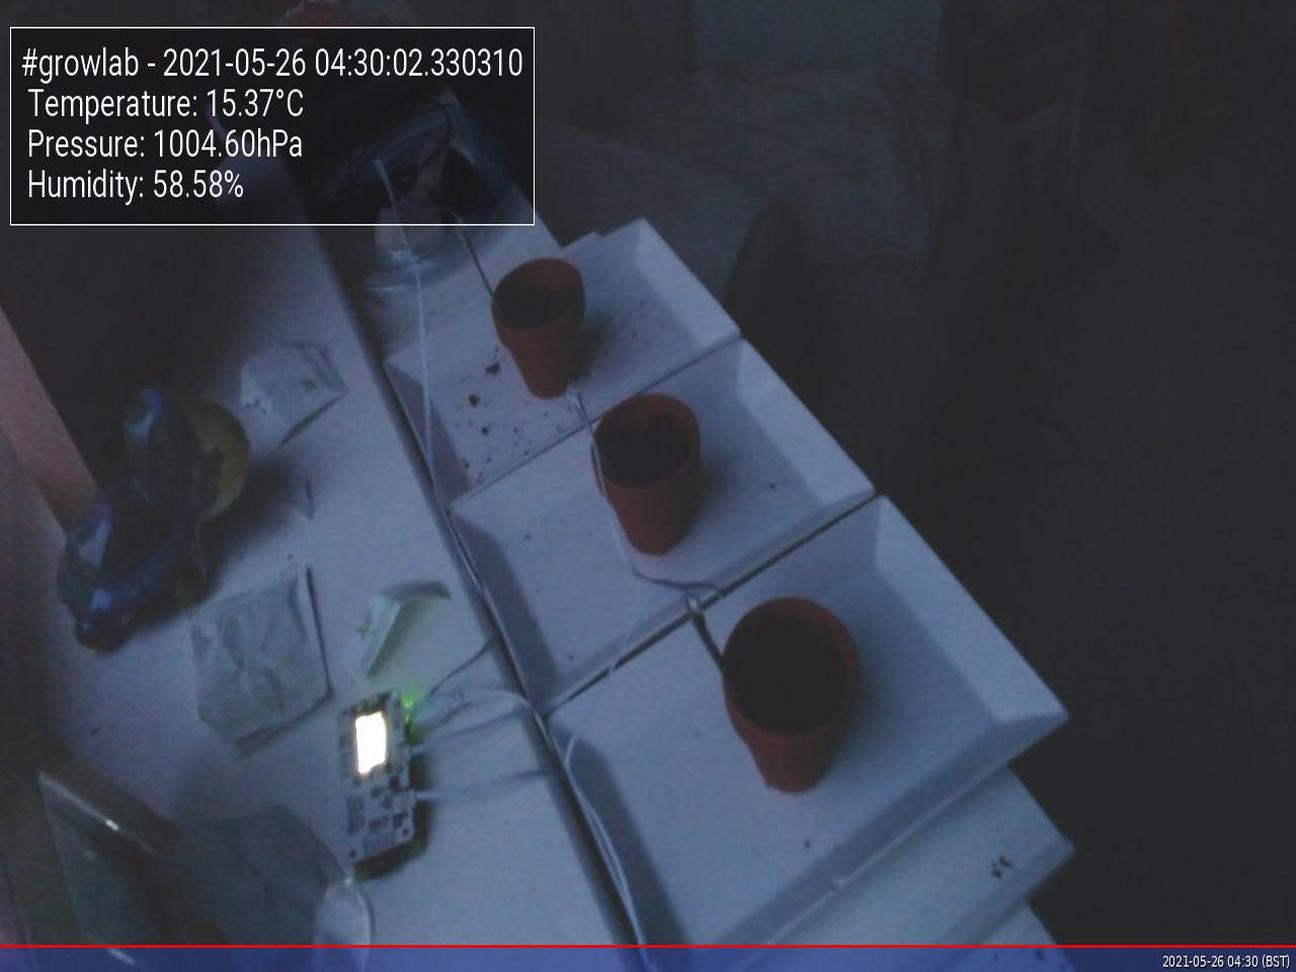 #growlab - 2021-05-26 04:30:02.330310
Temperature: 15.37°C
Pressure: 1004.60hPa
Humidity: 58.58%
2021-05-26 04:30 (BST)